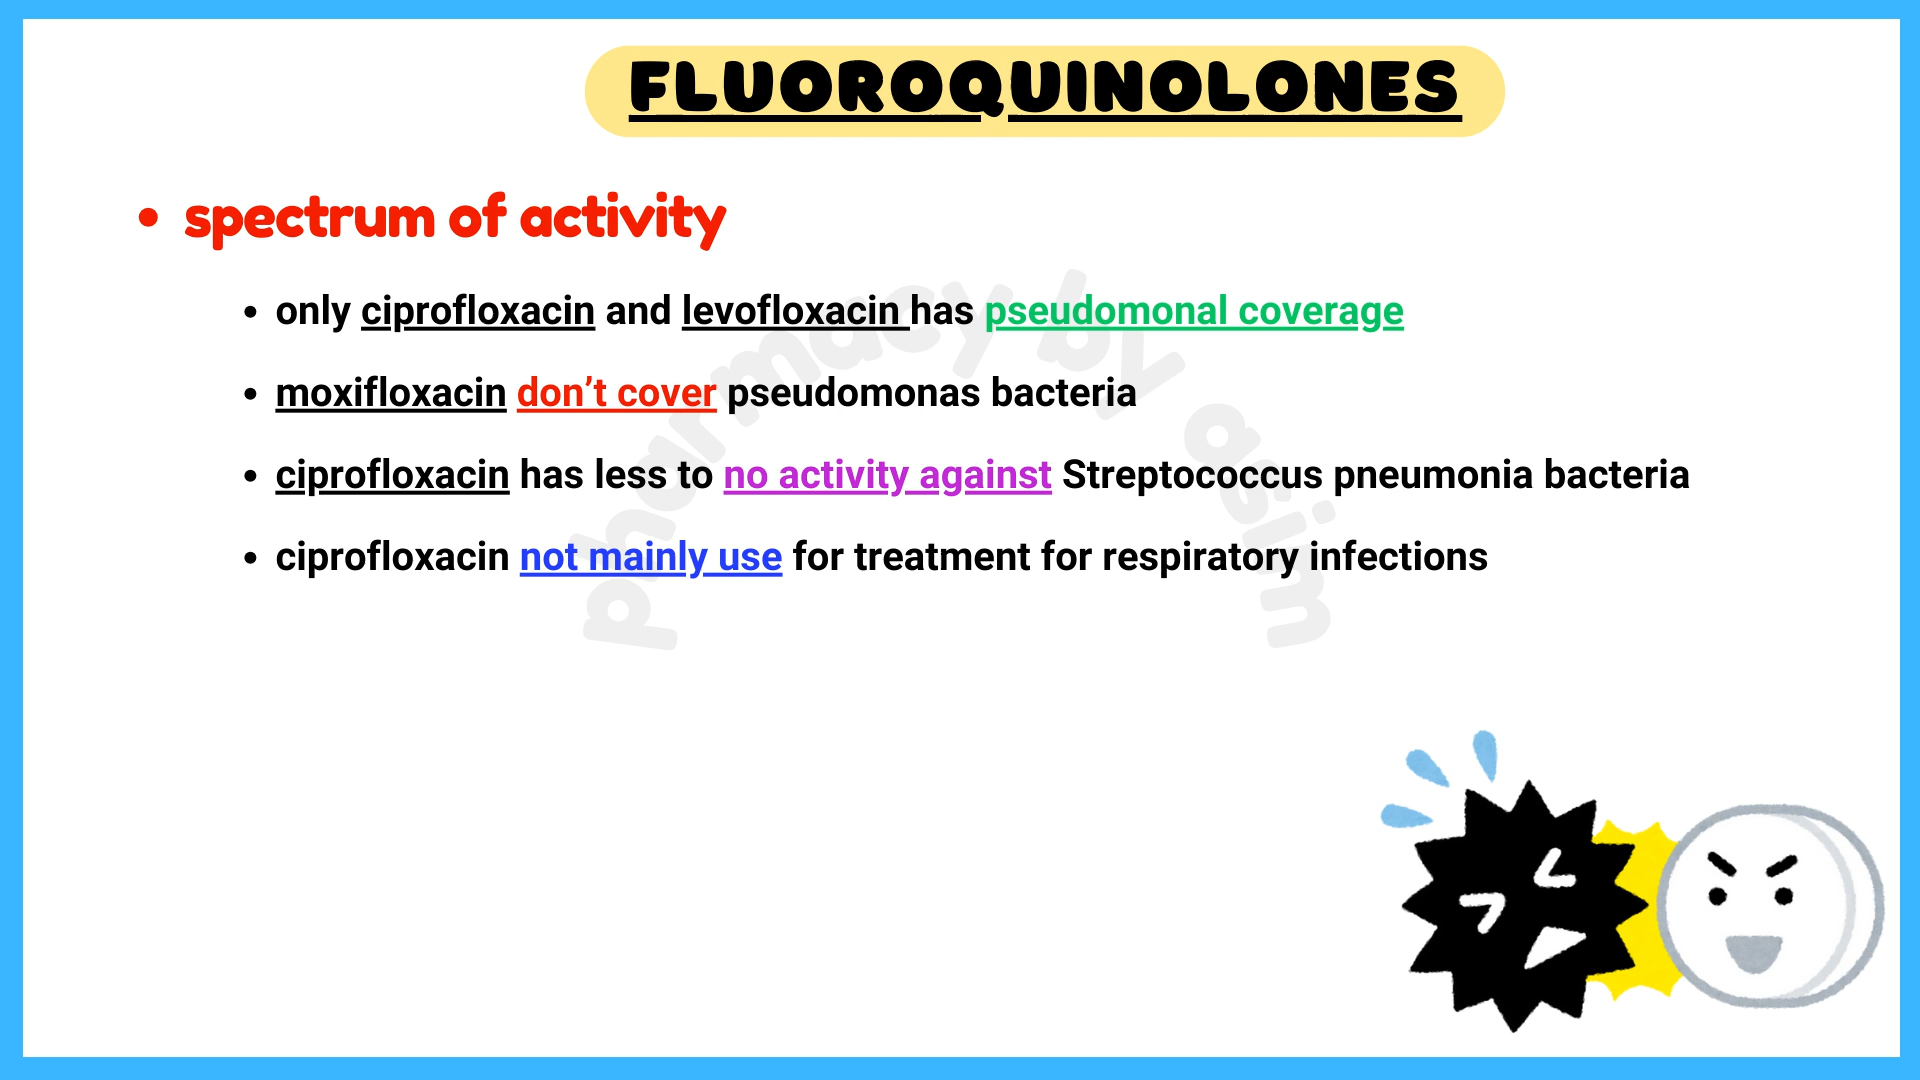 FLUOROQUINOLONES
• spectrum of activity
• only ciprofloxacin and levofloxacin has pseudomonal coverage
• moxifloxacin don’t cover pseudomonas bacteria
• ciprofloxacin has less to no activity against Streptococcus pneumonia bacteria
• ciprofloxacin not mainly use for treatment for respiratory infections
pharmacy by asim